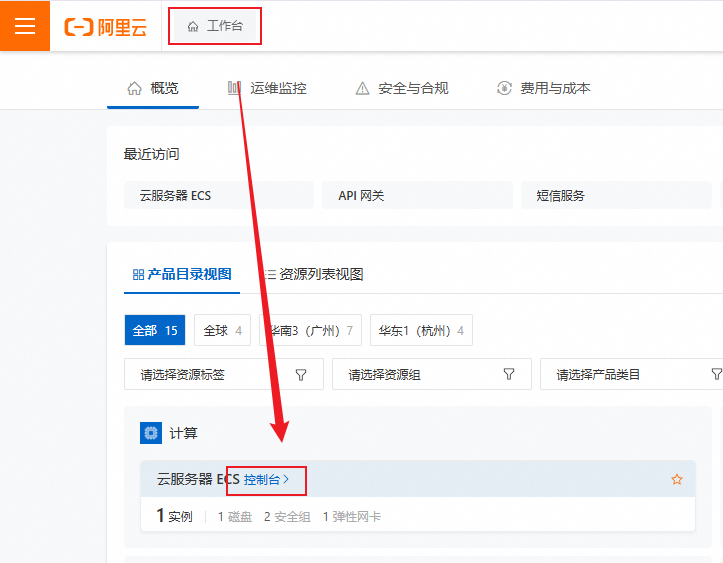 阿里云 工作台
概览 运维监控 安全与合规 费用与成本
最近访问
云服务器 ECS API 网关 短信服务
产品目录视图 资源列表视图
全部 15 全球 4 华南3（广州）7 华东1（杭州）4
请选择资源标签 请选择资源组 请选择产品类目
计算
云服务器 ECS 控制台
1 实例 1 磁盘 2 安全组 1 弹性网卡